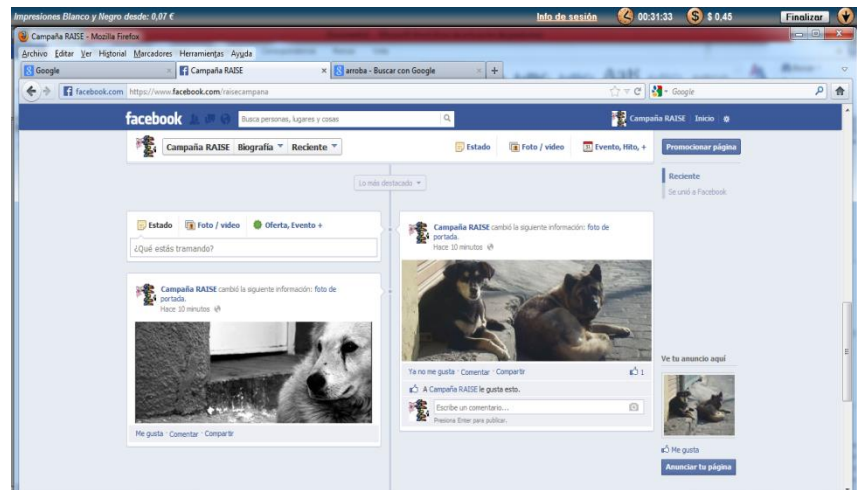 Impresiones Blanco y Negro desde: 0,07 €
Info de sesión
00:31:33
$ 0,45
Finalizar
Campaña RAISE - Mozilla Firefox
Archivo Editar Ver Historial Marcadores Herramientas Ayuda
Google
Campaña RAISE
arroba - Buscar con Google
facebook.com https://www.facebook.com/raisecampana
Google
facebook
Busca personas, lugares y cosas
Campaña RAISE Inicio
Campaña RAISE Biografía Reciente
Estado Foto / video Evento, Hito, +
Promocionar página
Lo más destacado
Reciente
Se unió a Facebook
Estado Foto / video Oferta, Evento +
¿Qué estás tramando?
Campaña RAISE cambió la siguiente información: foto de
portada.
Hace 10 minutos
Me gusta · Comentar · Compartir
Campaña RAISE cambió la siguiente información: foto de
portada.
Hace 10 minutos
Ya no me gusta · Comentar · Compartir
1
A Campaña RAISE le gusta esto.
Escribe un comentario...
Presiona Enter para publicar.
Ve tu anuncio aquí
Me gusta
Anunciar tu página